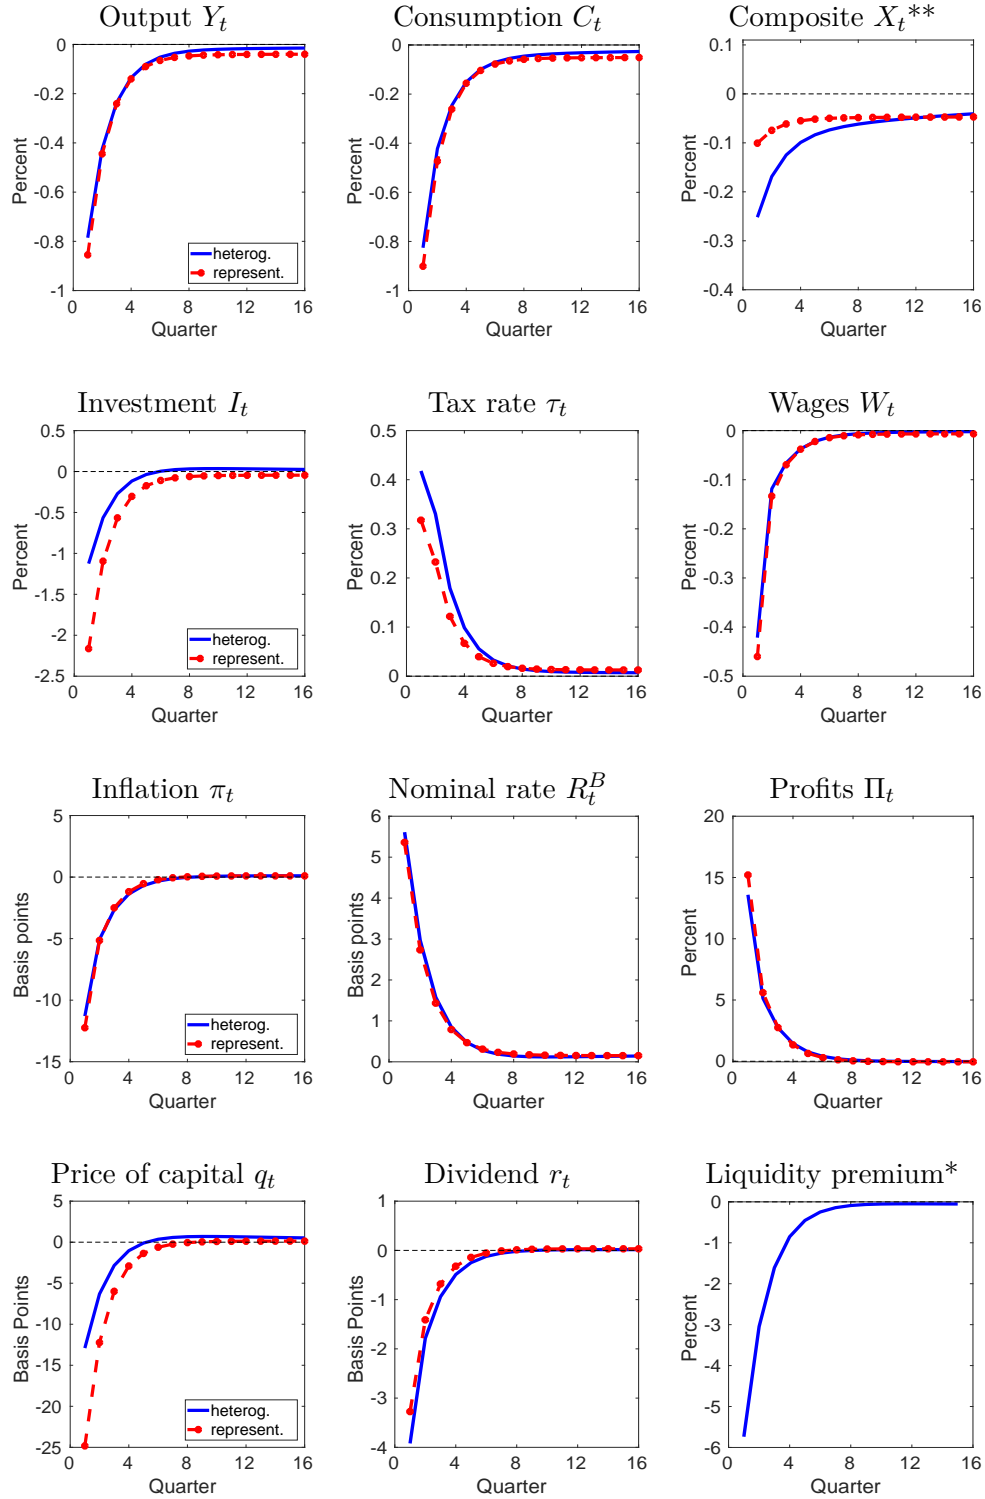 Output Y_t
Consumption C_t
Composite X_t**
Percent
0
-0.2
-0.4
-0.6
-0.8
-1
heterog.
represent.
0 4 8 12 16
Quarter
Percent
0
-0.2
-0.4
-0.6
-0.8
-1
0 4 8 12 16
Quarter
Percent
0.1
0
-0.1
-0.2
-0.3
-0.4
0 4 8 12 16
Quarter
Investment I_t
Tax rate τ_t
Wages W_t
Percent
0.5
0
-0.5
-1
-1.5
-2
-2.5
heterog.
represent.
0 4 8 12 16
Quarter
Percent
0.5
0.4
0.3
0.2
0.1
0
0 4 8 12 16
Quarter
Percent
0
-0.1
-0.2
-0.3
-0.4
-0.5
0 4 8 12 16
Quarter
Inflation π_t
Nominal rate R_t^B
Profits Π_t
Basis points
5
0
-5
-10
-15
heterog.
represent.
0 4 8 12 16
Quarter
Basis points
6
5
4
3
2
1
0
0 4 8 12 16
Quarter
Percent
20
15
10
5
0
0 4 8 12 16
Quarter
Price of capital q_t
Dividend r_t
Liquidity premium*
Basis Points
5
0
-5
-10
-15
-20
-25
heterog.
represent.
0 4 8 12 16
Quarter
Basis Points
1
0
-1
-2
-3
-4
0 4 8 12 16
Quarter
Percent
0
-1
-2
-3
-4
-5
-6
0 4 8 12 16
Quarter